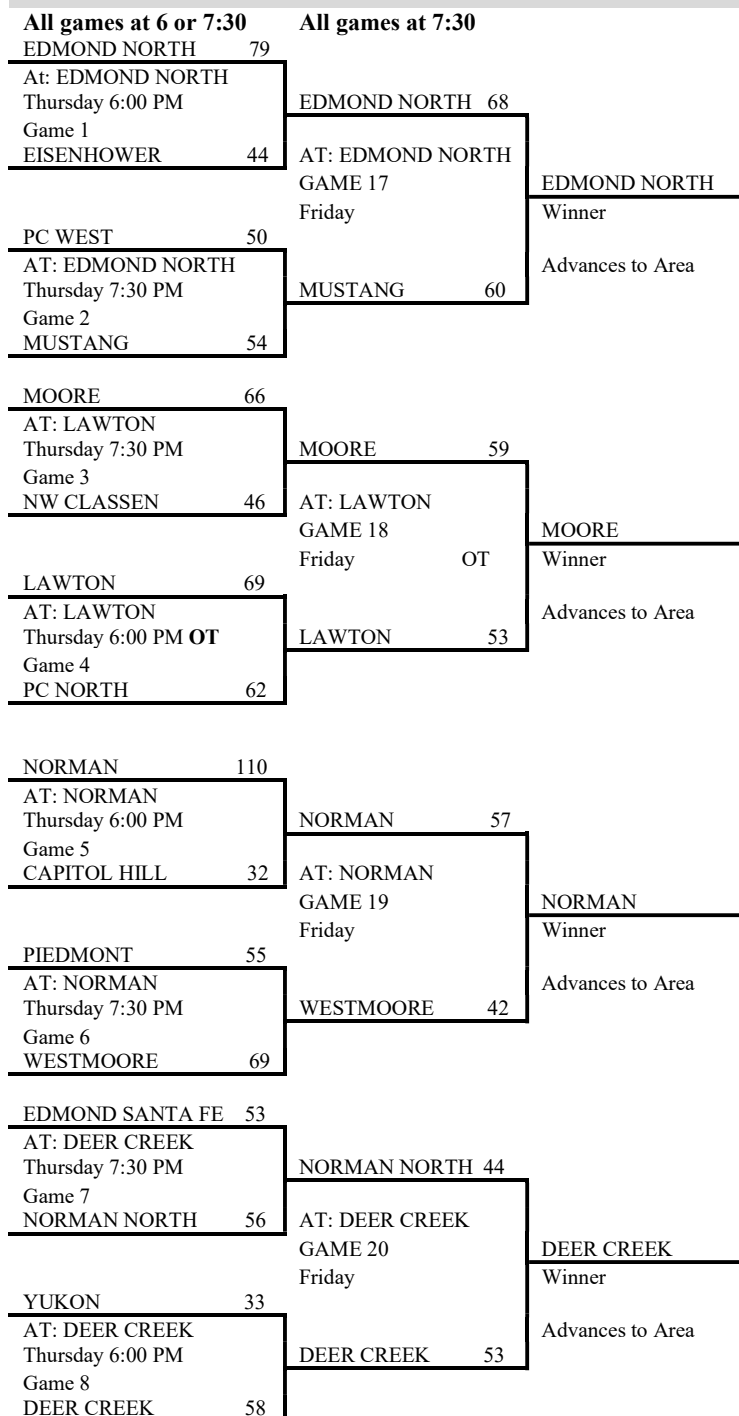 All games at 6 or 7:30 All games at 7:30
EDMOND NORTH 79
At: EDMOND NORTH
Thursday 6:00 PM
Game 1
EISENHOWER 44
EDMOND NORTH 68
AT: EDMOND NORTH
GAME 17
Friday
EDMOND NORTH
Winner
Advances to Area
PC WEST 50
AT: EDMOND NORTH
Thursday 7:30 PM
Game 2
MUSTANG 54
MUSTANG 60
MOORE 66
AT: LAWTON
Thursday 7:30 PM
Game 3
NW CLASSEN 46
MOORE 59
AT: LAWTON
GAME 18
Friday OT
MOORE
Winner
Advances to Area
LAWTON 69
AT: LAWTON
Thursday 6:00 PM OT
Game 4
PC NORTH 62
LAWTON 53
NORMAN 110
AT: NORMAN
Thursday 6:00 PM
Game 5
CAPITOL HILL 32
NORMAN 57
AT: NORMAN
GAME 19
Friday
NORMAN
Winner
Advances to Area
PIEDMONT 55
AT: NORMAN
Thursday 7:30 PM
Game 6
WESTMOORE 69
WESTMOORE 42
EDMOND SANTA FE 53
AT: DEER CREEK
Thursday 7:30 PM
Game 7
NORMAN NORTH 56
NORMAN NORTH 44
AT: DEER CREEK
GAME 20
Friday
DEER CREEK
Winner
Advances to Area
YUKON 33
AT: DEER CREEK
Thursday 6:00 PM
Game 8
DEER CREEK 58
DEER CREEK 53